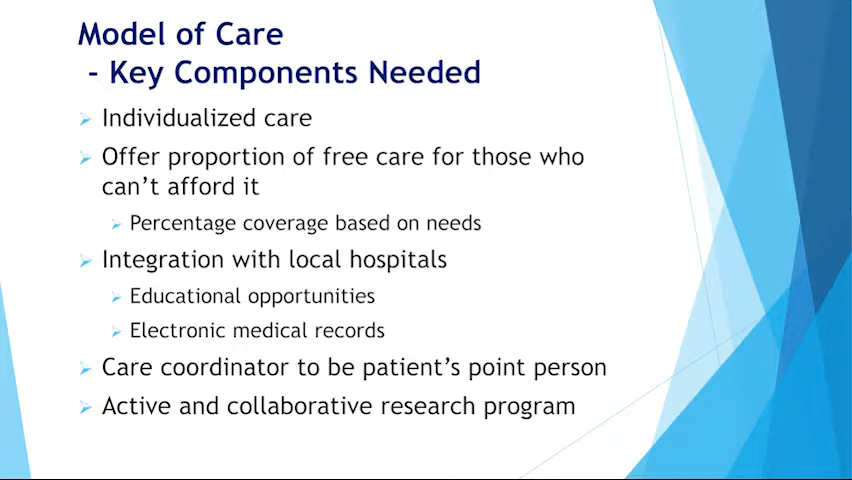 Model of Care
- Key Components Needed
Individualized care
Offer proportion of free care for those who
can't afford it
Percentage coverage based on needs
Integration with local hospitals
Educational opportunities
Electronic medical records
Care coordinator to be patient's point person
Active and collaborative research program